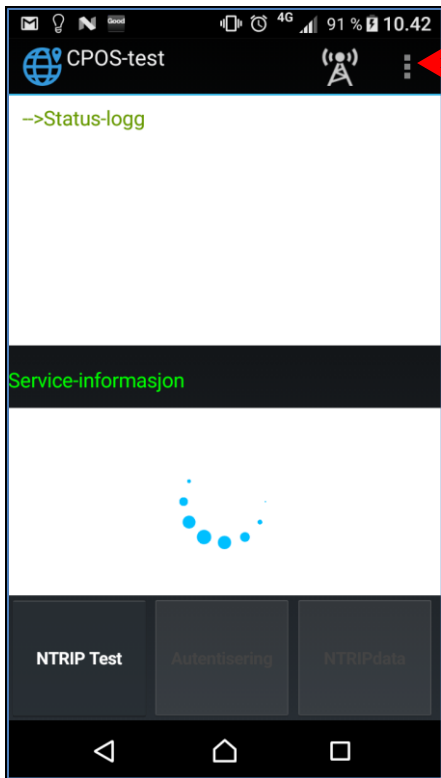 Good 4G 91 % 10.42
CPOS-test
-->Status-logg
Service-informasjon
NTRIP Test Autentisering NTRIPdata